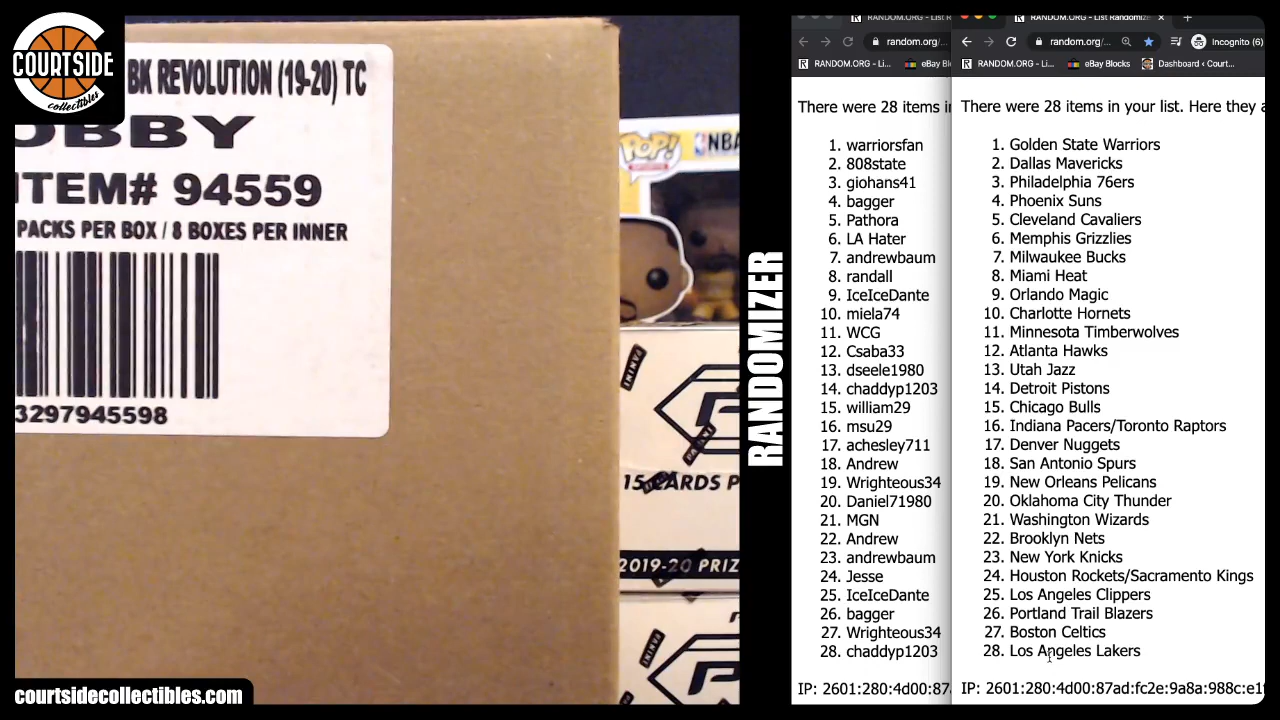 COURTSIDE
collectibles
BK REVOLUTION (19-20) TC
OBBY
ITEM# 94559
PACKS PER BOX / 8 BOXES PER INNER
3297945598
POP!
NBA
PANINI
15 CARDS P
2019-20 PRIZ
PANINI
courtsidecollectibles.com
RANDOMIZER
RANDOM.ORG - List R
random.org/...
RANDOM.ORG - Li...
eBay Bl
There were 28 items i
1. warriorsfan
2. 808state
3. giohans41
4. bagger
5. Pathora
6. LA Hater
7. andrewbaum
8. randall
9. IceIceDante
10. miela74
11. WCG
12. Csaba33
13. dseele1980
14. chaddyp1203
15. william29
16. msu29
17. achesley711
18. Andrew
19. Wrighteous34
20. Daniel71980
21. MGN
22. Andrew
23. andrewbaum
24. Jesse
25. IceIceDante
26. bagger
27. Wrighteous34
28. chaddyp1203
IP: 2601:280:4d00:87
RANDOM.ORG - List Randomize
random.org/...
Incognito (6)
RANDOM.ORG - Li...
eBay Blocks
Dashboard ‹ Court...
There were 28 items in your list. Here they a
1. Golden State Warriors
2. Dallas Mavericks
3. Philadelphia 76ers
4. Phoenix Suns
5. Cleveland Cavaliers
6. Memphis Grizzlies
7. Milwaukee Bucks
8. Miami Heat
9. Orlando Magic
10. Charlotte Hornets
11. Minnesota Timberwolves
12. Atlanta Hawks
13. Utah Jazz
14. Detroit Pistons
15. Chicago Bulls
16. Indiana Pacers/Toronto Raptors
17. Denver Nuggets
18. San Antonio Spurs
19. New Orleans Pelicans
20. Oklahoma City Thunder
21. Washington Wizards
22. Brooklyn Nets
23. New York Knicks
24. Houston Rockets/Sacramento Kings
25. Los Angeles Clippers
26. Portland Trail Blazers
27. Boston Celtics
28. Los Angeles Lakers
IP: 2601:280:4d00:87ad:fc2e:9a8a:988c:e1